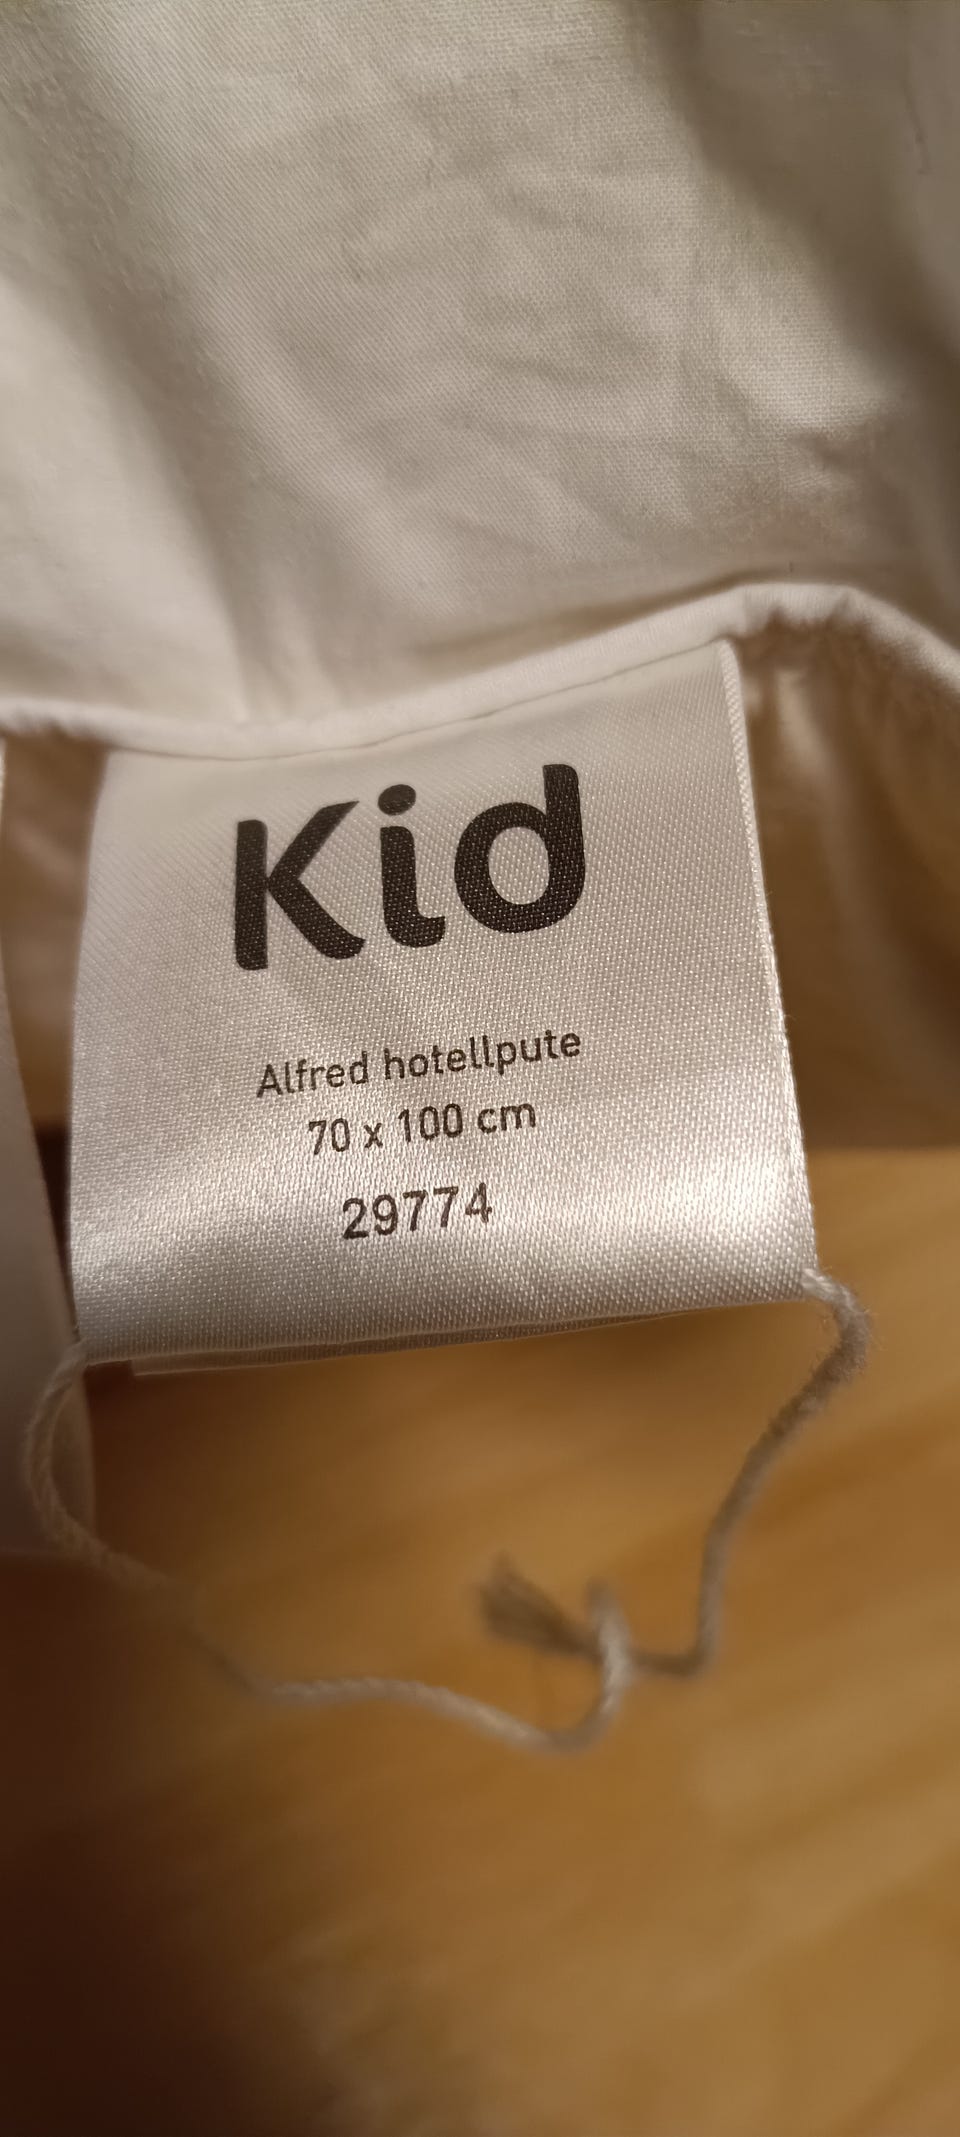 Kid
Alfred hotellpute
70 x 100 cm
29774